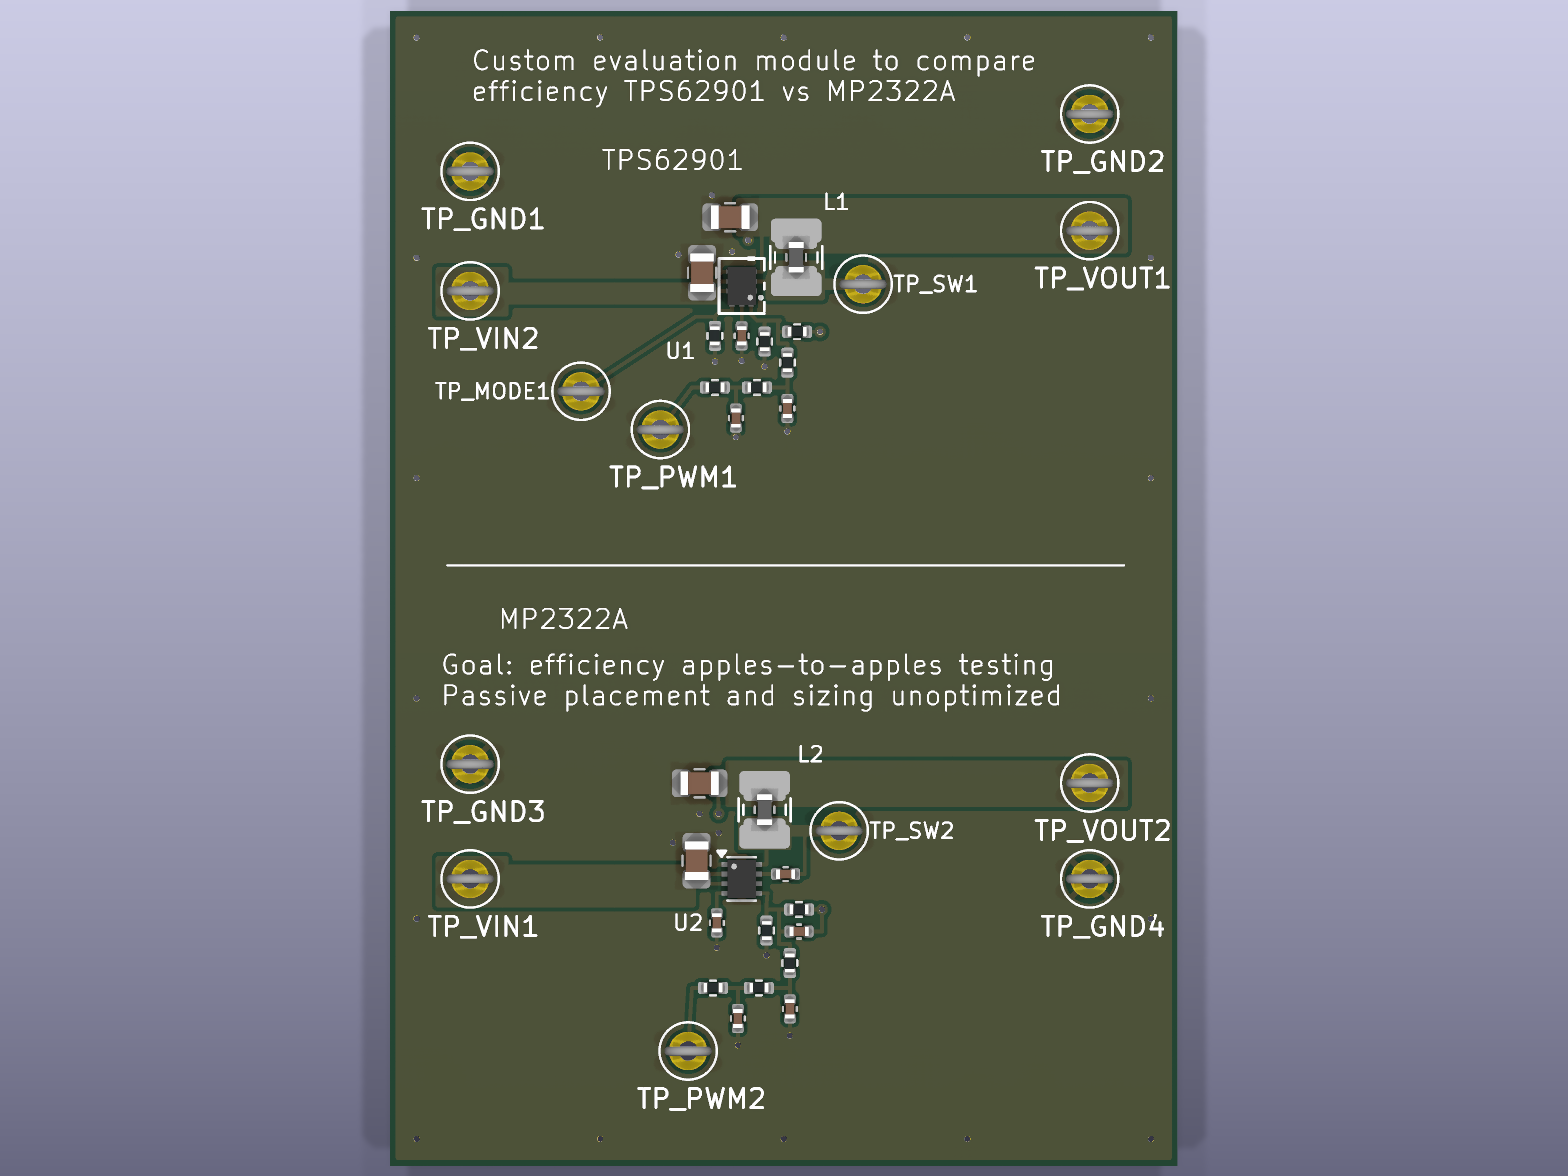 Custom evaluation module to compare
efficiency TPS62901 vs MP2322A
TP_GND2
TPS62901
TP_GND1
L1
TP_VOUT1
TP_SW1
TP_VIN2
U1
TP_MODE1
TP_PWM1
MP2322A
Goal: efficiency apples-to-apples testing
Passive placement and sizing unoptimized
L2
TP_GND3
TP_VOUT2
TP_SW2
U2
TP_VIN1
TP_GND4
TP_PWM2